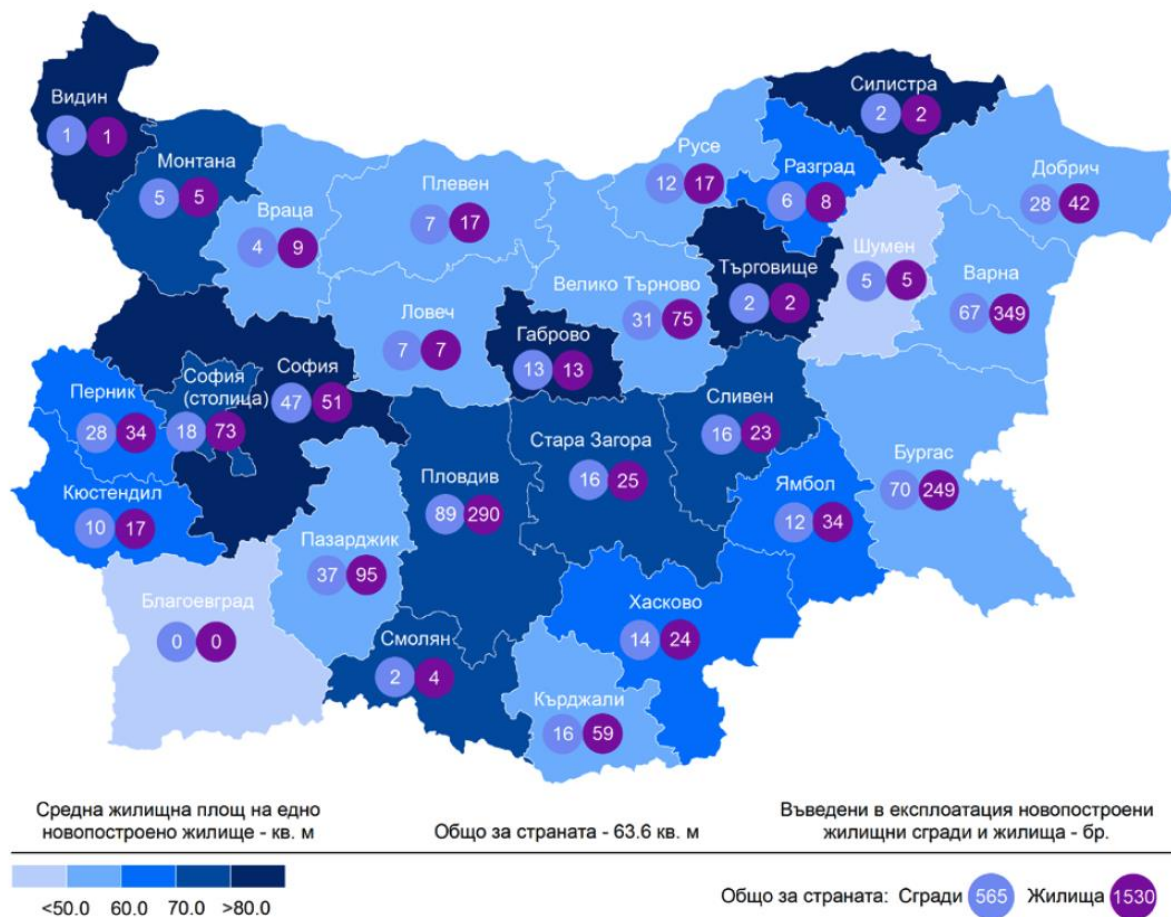 Видин
1 1
Монтана
5 5
Враца
4 9
Плевен
7 17
Ловеч
7 7
Велико Търново
31 75
Русе
12 17
Разград
6 8
Силистра
2 2
Добрич
28 42
Шумен
5 5
Варна
67 349
Търговище
2 2
Габрово
13 13
София
47 51
София
(столица)
18 73
Перник
28 34
Кюстендил
10 17
Благоевград
0 0
Пазарджик
37 95
Пловдив
89 290
Стара Загора
16 25
Сливен
16 23
Ямбол
12 34
Бургас
70 249
Хасково
14 24
Смолян
2 4
Кърджали
16 59
Средна жилищна площ на едно
новопостроено жилище - кв. м
Общо за страната - 63.6 кв. м
Въведени в експлоатация новопостроени
жилищни сгради и жилища - бр.
<50.0 60.0 70.0 >80.0
Общо за страната: Сгради 565 Жилища 1530